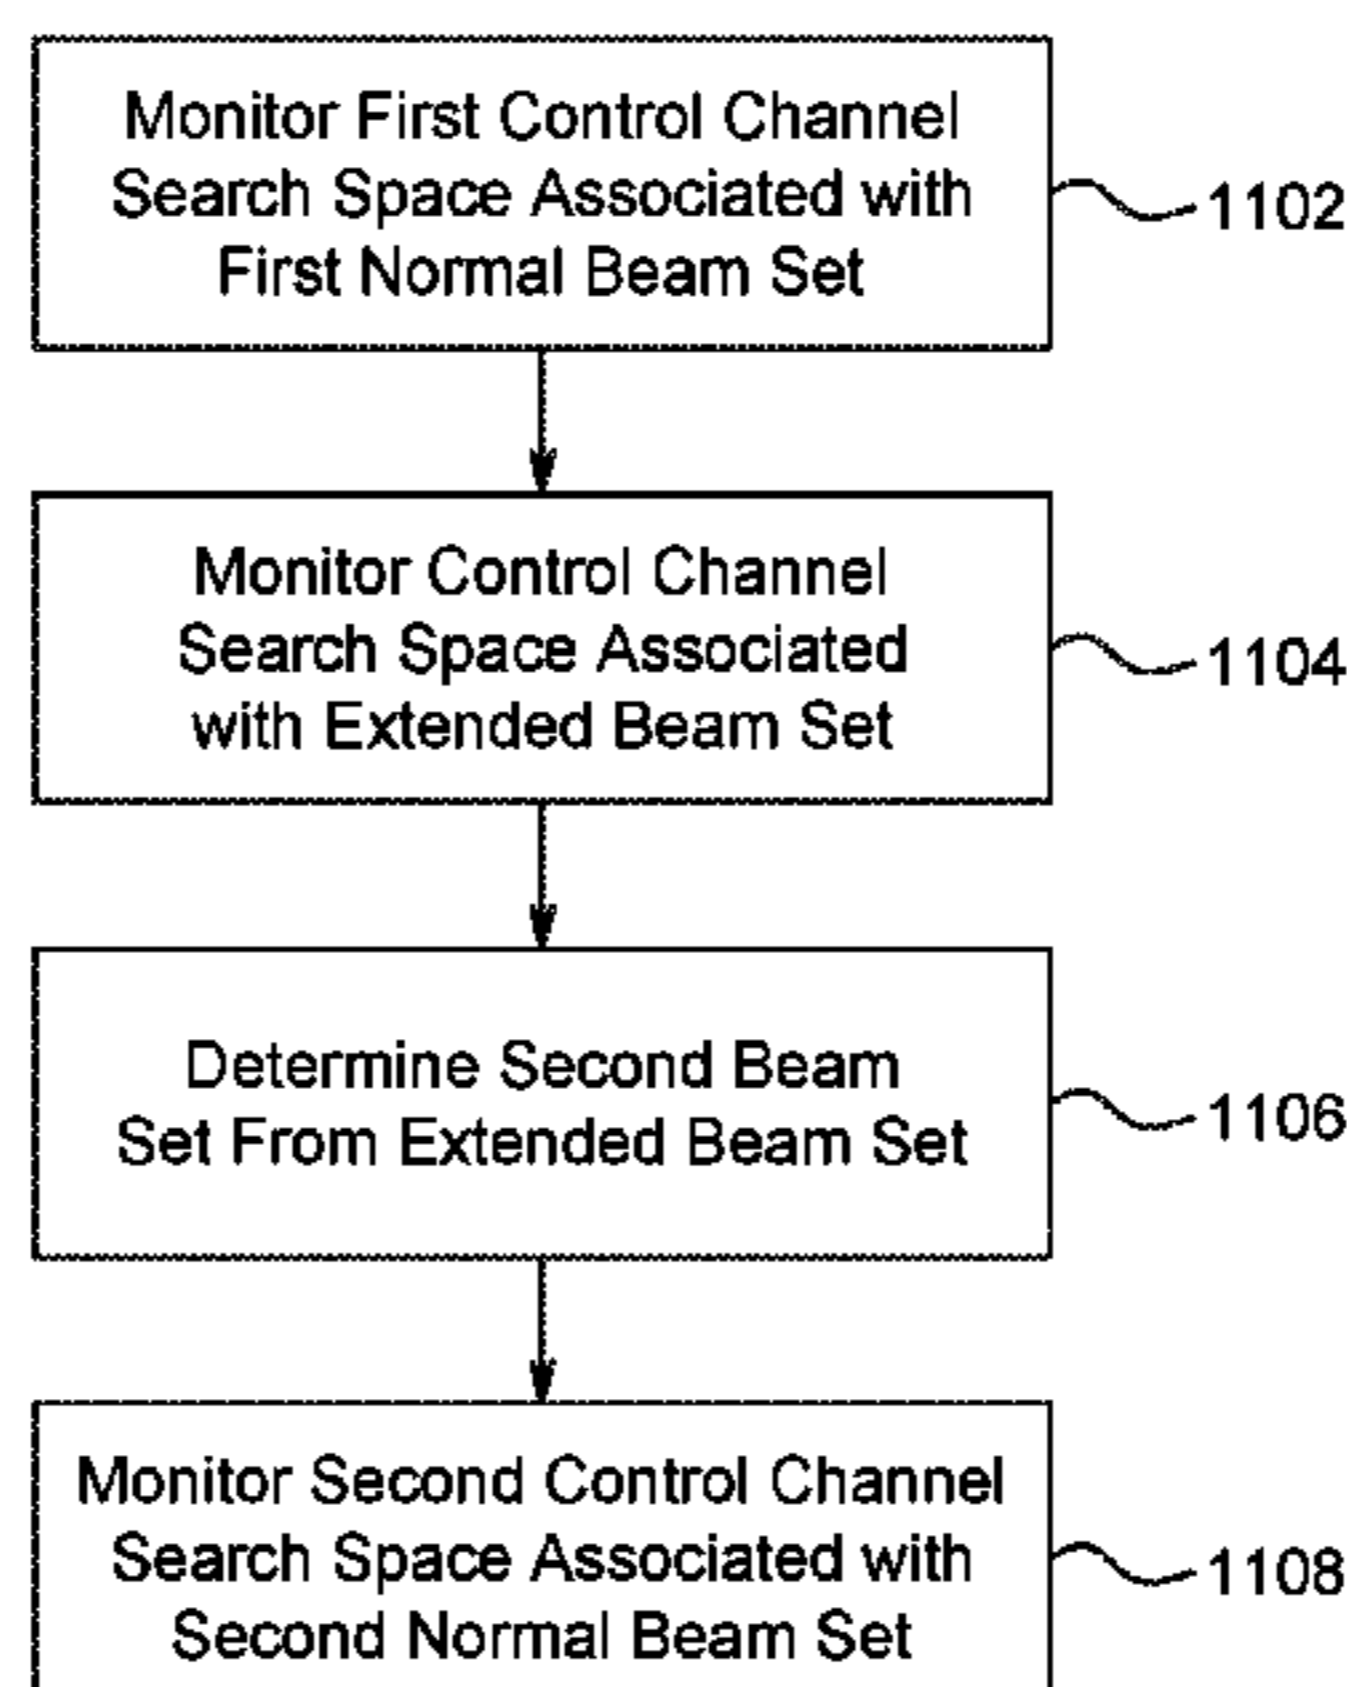 Monitor First Control Channel
Search Space Associated with
First Normal Beam Set
1102
Monitor Control Channel
Search Space Associated
with Extended Beam Set
1104
Determine Second Beam
Set From Extended Beam Set
1106
Monitor Second Control Channel
Search Space Associated with
Second Normal Beam Set
1108